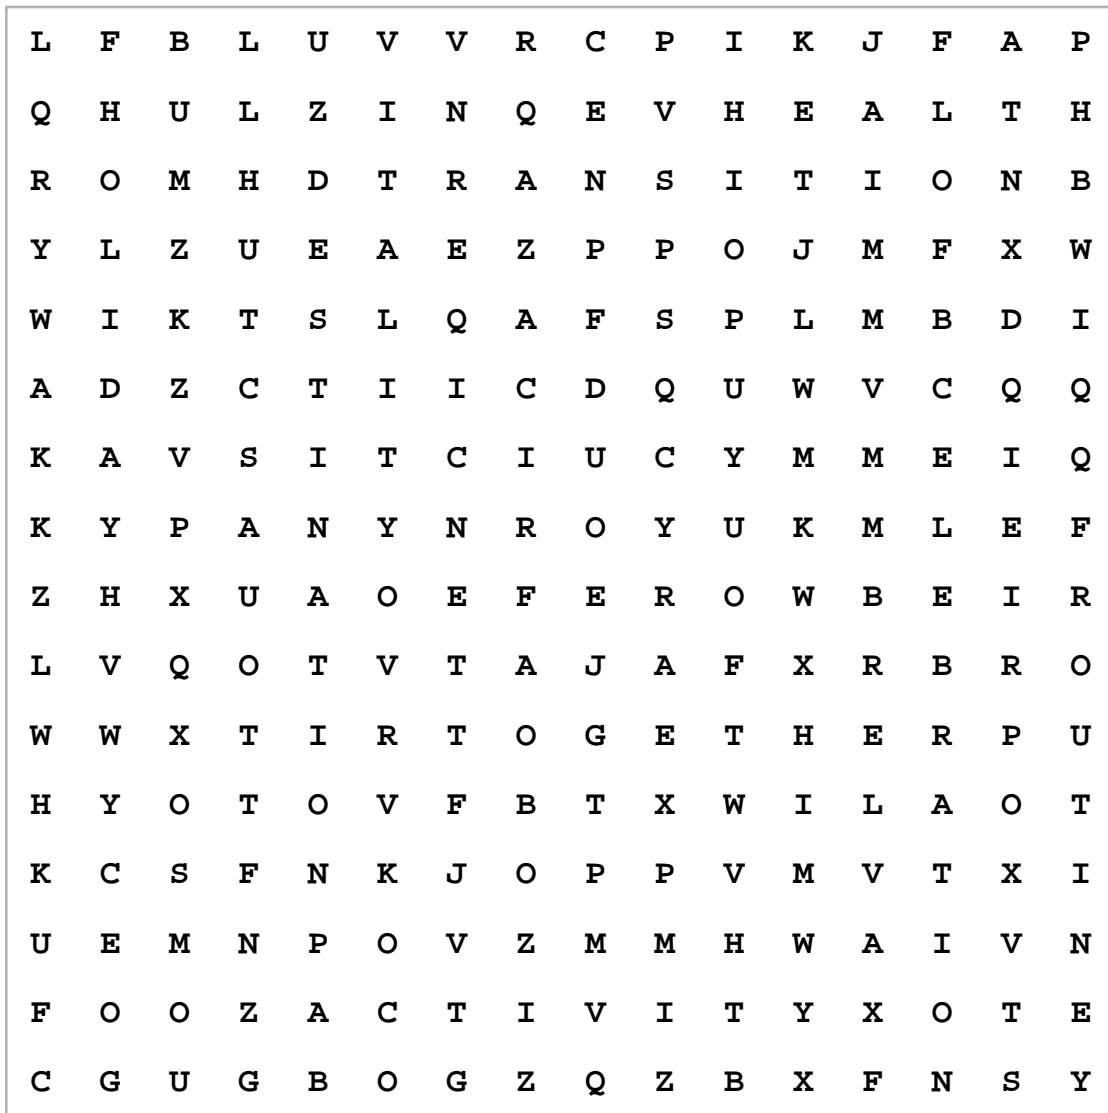 L F B L U V V R C P I K J F A P
Q H U L Z I N Q E V H E A L T H
R O M H D T R A N S I T I O N B
Y L Z U E A E Z P P O J M F X W
W I K T S L Q A F S P L M B D I
A D Z C T I I C D Q U W V C Q Q
K A V S I T C I U C Y M M E I Q
K Y P A N Y N R O Y U K M L E F
Z H X U A O E F E R O W B E I R
L V Q O T V T A J A F X R B R O
W W X T I R T O G E T H E R P U
H Y O T O V F B T X W I L A O T
K C S F N K J O P P V M V T X I
U E M N P O V Z M M H W A I V N
F O O Z A C T I V I T Y X O T E
C G U G B O G Z Q Z B X F N S Y